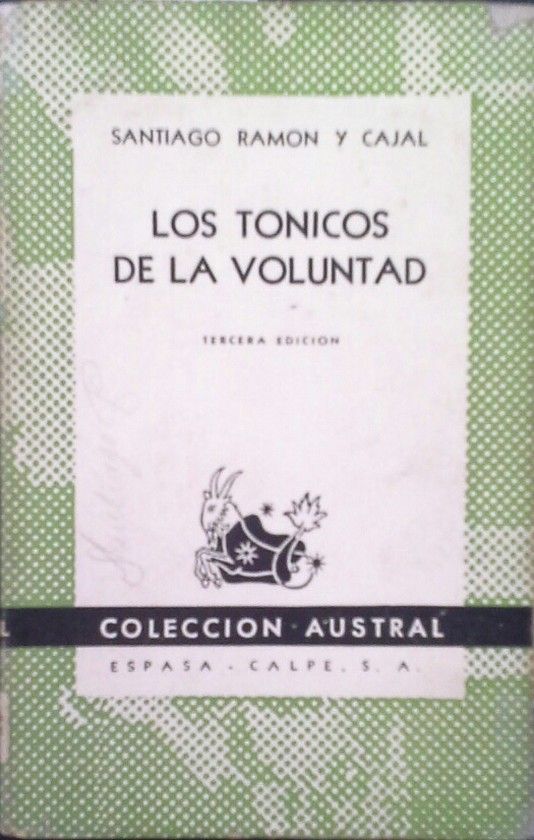 SANTIAGO RAMON Y CAJAL
LOS TONICOS
DE LA VOLUNTAD
TERCERA EDICION
L
COLECCION AUSTRAL
ESPASA - CALPE, S. A.